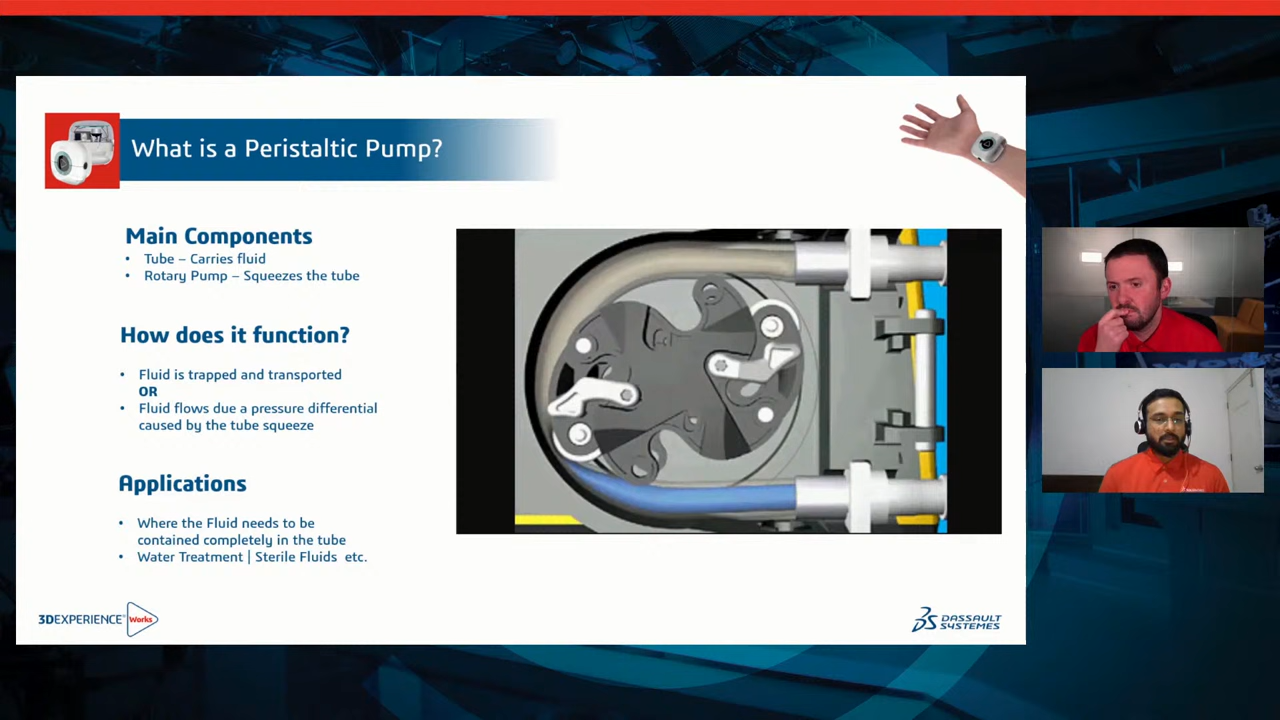 What is a Peristaltic Pump?
Main Components
• Tube – Carries fluid
• Rotary Pump – Squeezes the tube
How does it function?
• Fluid is trapped and transported
OR
• Fluid flows due a pressure differential
caused by the tube squeeze
Applications
• Where the Fluid needs to be
contained completely in the tube
• Water Treatment | Sterile Fluids etc.
3DEXPERIENCE Works
DASSAULT
SYSTEMES